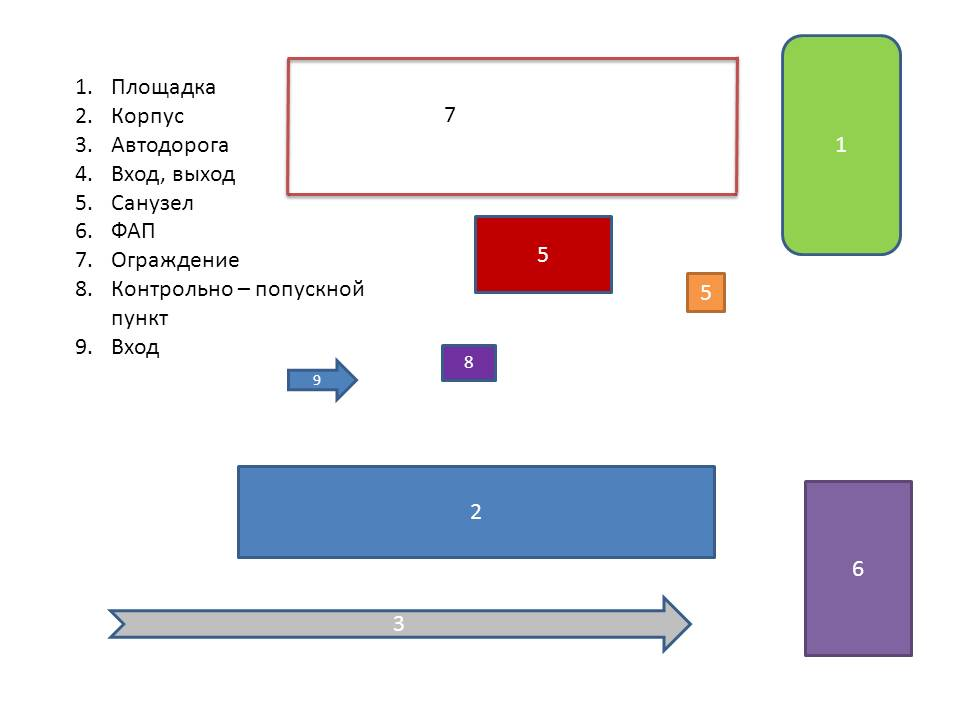 1. Площадка
2. Корпус
3. Автодорога
4. Вход, выход
5. Санузел
6. ФАП
7. Ограждение
8. Контрольно – попускной
пункт
9. Вход
7
1
5
5
8
9
2
6
3